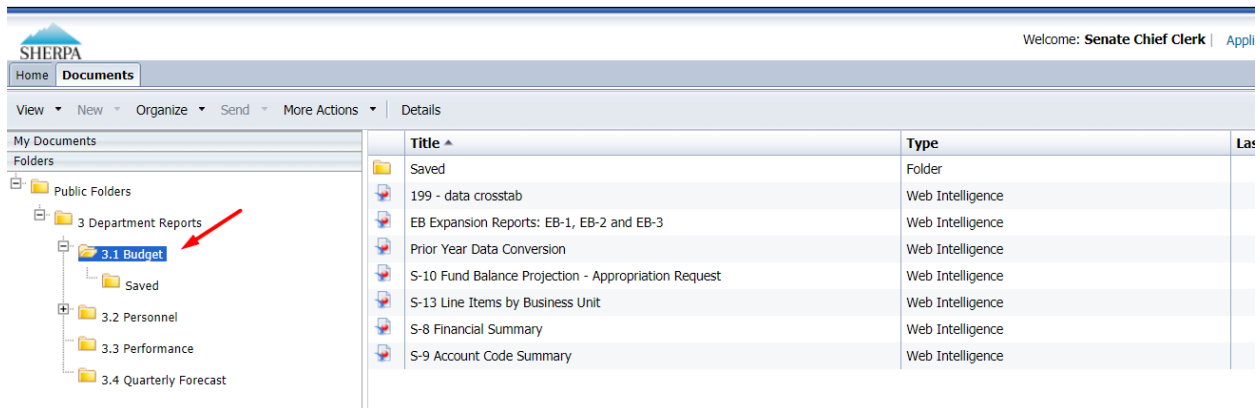 SHERPA
Welcome: Senate Chief Clerk | Appli
Home Documents
View New Organize Send More Actions Details
My Documents
Folders
Public Folders
3 Department Reports
3.1 Budget
Saved
3.2 Personnel
3.3 Performance
3.4 Quarterly Forecast
Title Type Las
Saved Folder
199 - data crosstab Web Intelligence
EB Expansion Reports: EB-1, EB-2 and EB-3 Web Intelligence
Prior Year Data Conversion Web Intelligence
S-10 Fund Balance Projection - Appropriation Request Web Intelligence
S-13 Line Items by Business Unit Web Intelligence
S-8 Financial Summary Web Intelligence
S-9 Account Code Summary Web Intelligence